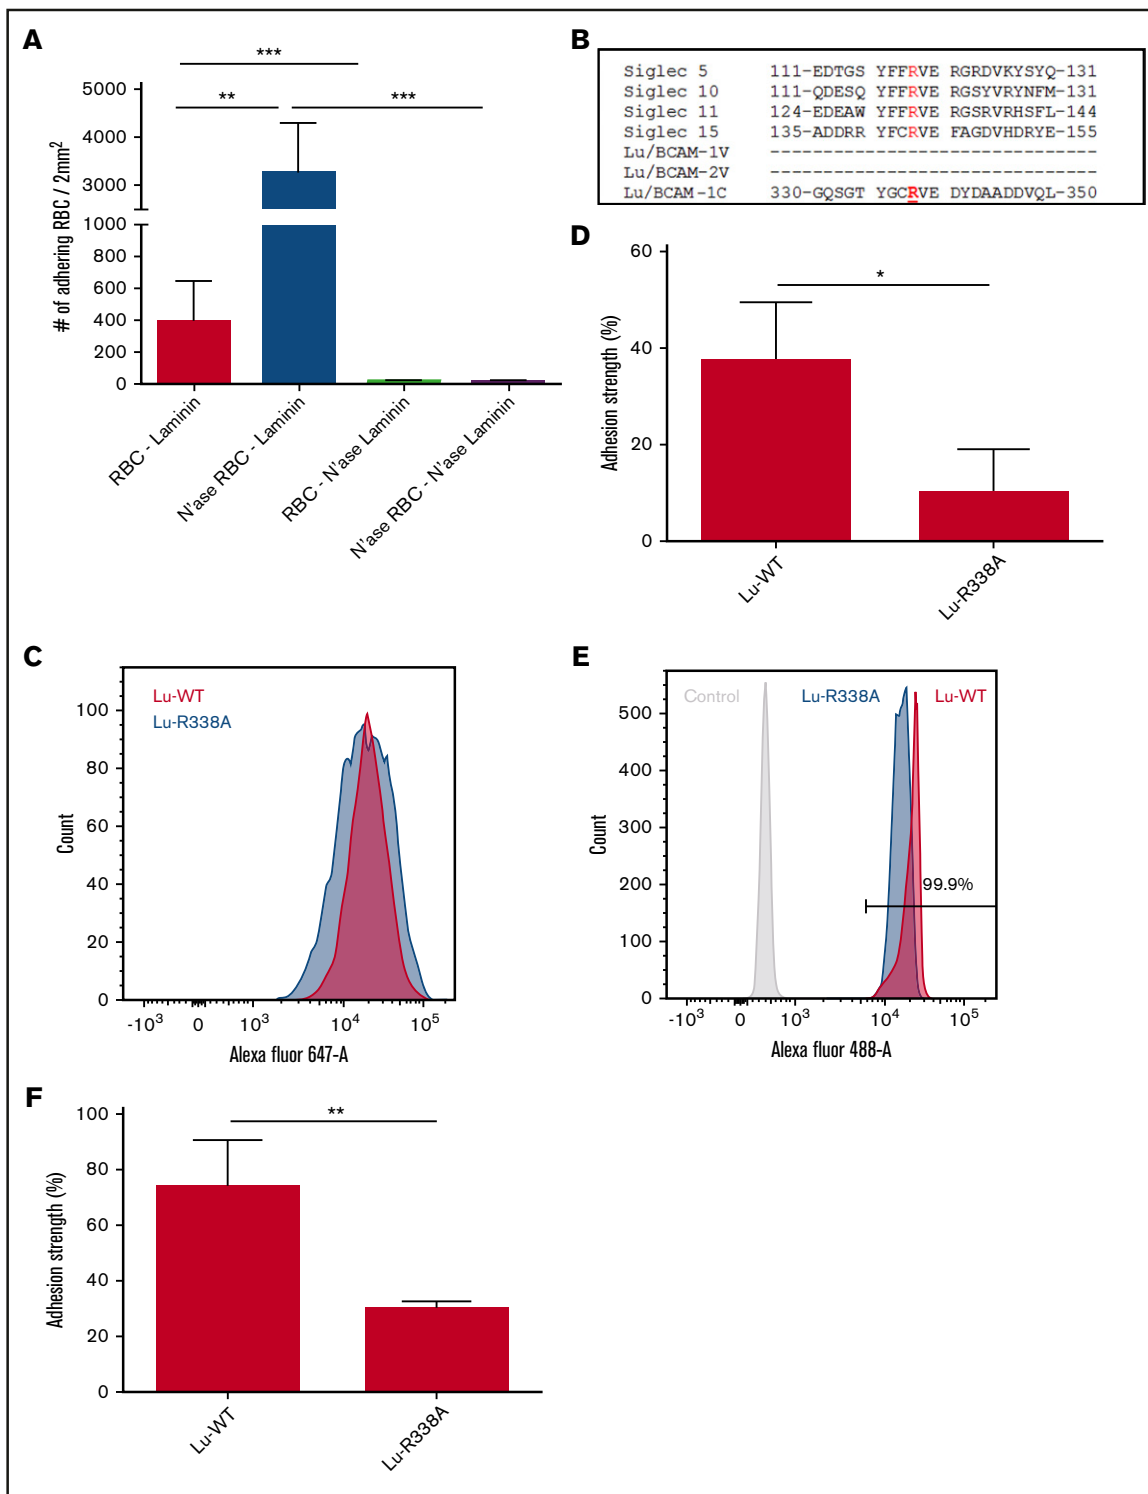 A
***
**
***
5000
4000
3000
1000
800
600
400
200
0
# of adhering RBC / 2mm²
RBC - Laminin
N'ase RBC - Laminin
RBC - N'ase Laminin
N'ase RBC - N'ase Laminin
B
Siglec 5 111-EDTGS YFFRVE RGRDVKYSYQ-131
Siglec 10 111-QDESQ YFFRVE RGSYVRYNFM-131
Siglec 11 124-EDEAW YFFRVE RGSRVRHSFL-144
Siglec 15 135-ADDRR YFCRVE FAGDVHDRYE-155
Lu/BCAM-1V -----------------------------
Lu/BCAM-2V -----------------------------
Lu/BCAM-1C 330-GQSGT YGCRVE DYDAADDVQL-350
D
60
40
20
0
Adhesion strength (%)
*
Lu-WT
Lu-R338A
C
Lu-WT
Lu-R338A
100
80
60
40
20
0
Count
-10³ 0 10³ 10⁴ 10⁵
Alexa fluor 647-A
E
Control Lu-R338A Lu-WT
500
400
300
200
100
0
Count
99.9%
-10³ 0 10³ 10⁴ 10⁵
Alexa fluor 488-A
F
100
80
60
40
20
0
Adhesion strength (%)
**
Lu-WT
Lu-R338A